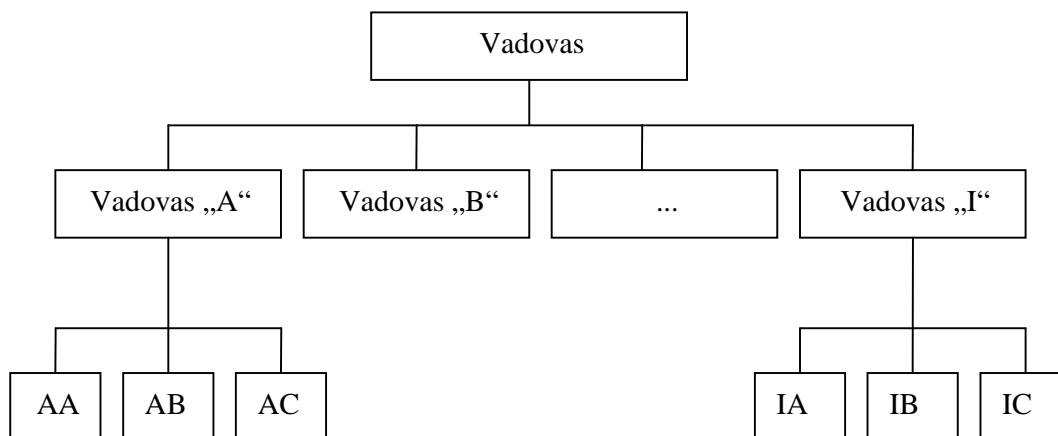 Vadovas
Vadovas „A“
Vadovas „B“
...
Vadovas „I“
AA
AB
AC
IA
IB
IC